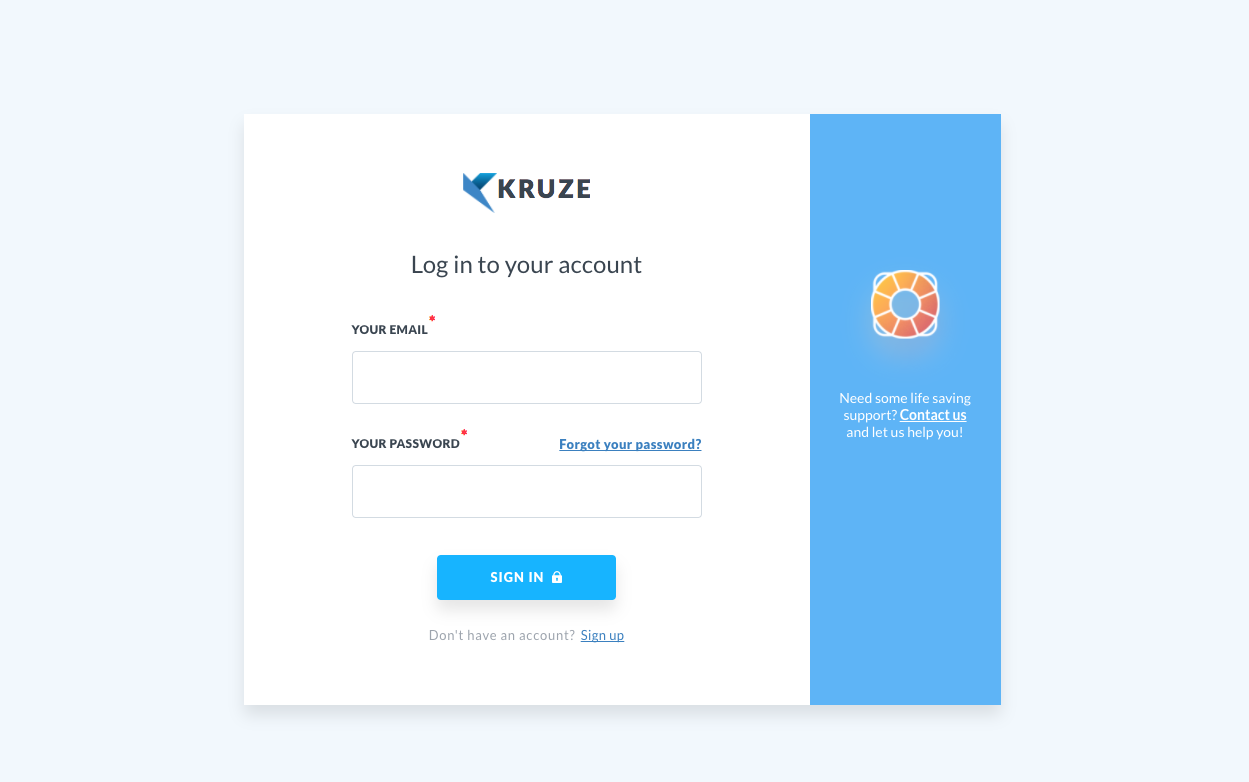 KRUZE
Log in to your account
YOUR EMAIL*
YOUR PASSWORD*
Forgot your password?
SIGN IN
Don't have an account? Sign up
Need some life saving
support? Contact us
and let us help you!